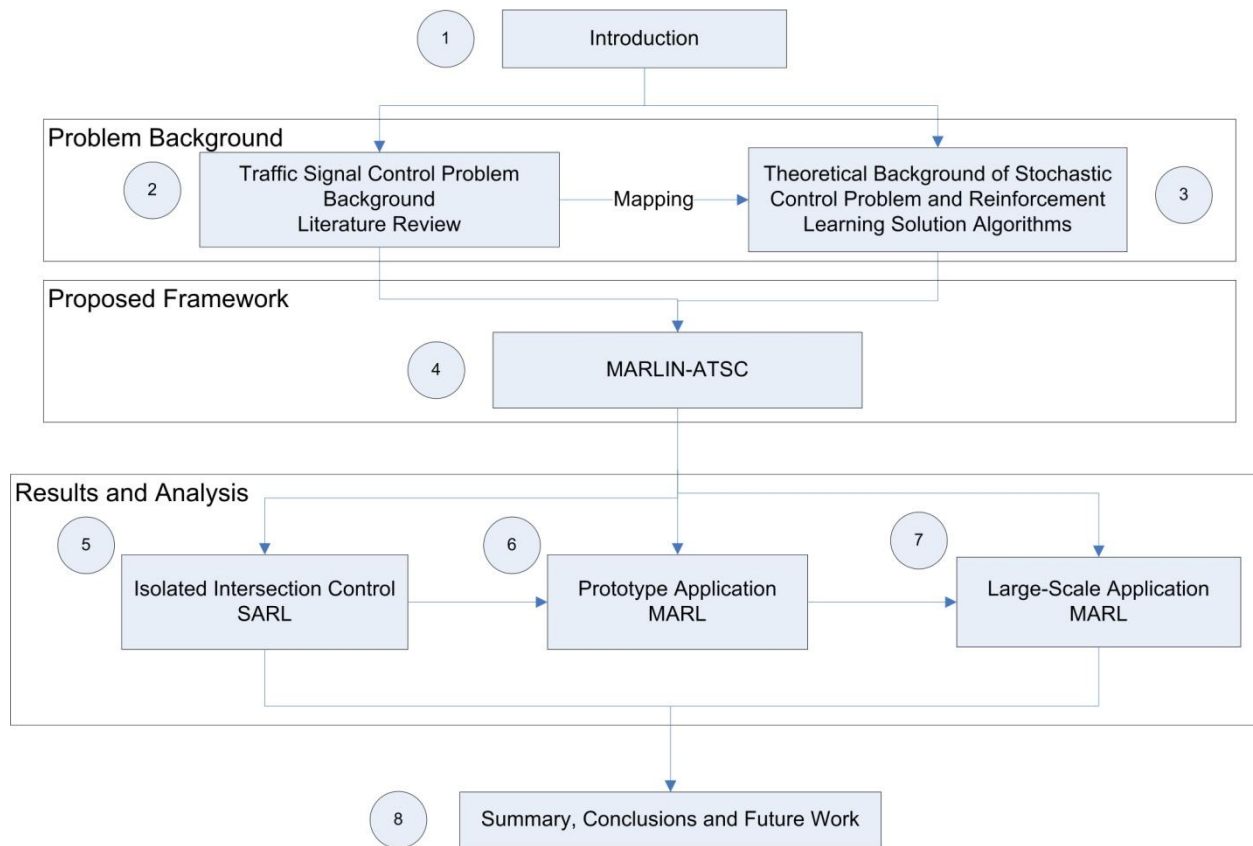 1
Introduction
Problem Background
2
Traffic Signal Control Problem
Background
Literature Review
Mapping
Theoretical Background of Stochastic
Control Problem and Reinforcement
Learning Solution Algorithms
3
Proposed Framework
4
MARLIN-ATSC
Results and Analysis
5
Isolated Intersection Control
SARL
6
Prototype Application
MARL
7
Large-Scale Application
MARL
8
Summary, Conclusions and Future Work